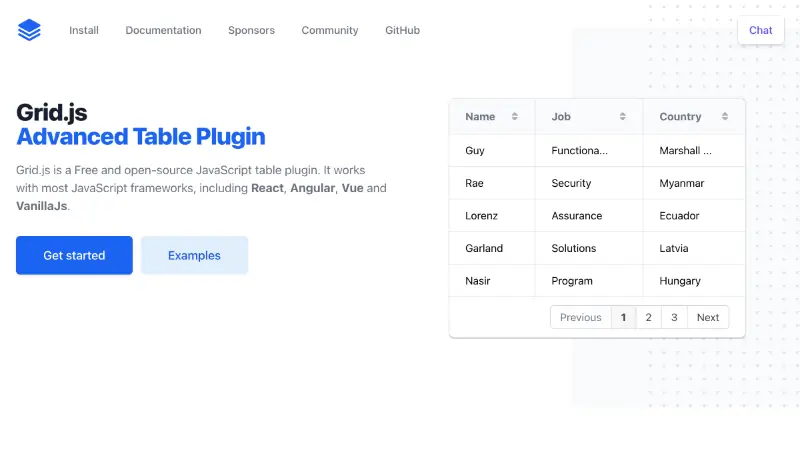 Install Documentation Sponsors Community GitHub Chat
Grid.js
Advanced Table Plugin
Grid.js is a Free and open-source JavaScript table plugin. It works
with most JavaScript frameworks, including React, Angular, Vue and
VanillaJs.
Get started Examples
Name Job Country
Guy Functiona... Marshall ...
Rae Security Myanmar
Lorenz Assurance Ecuador
Garland Solutions Latvia
Nasir Program Hungary
Previous 1 2 3 Next